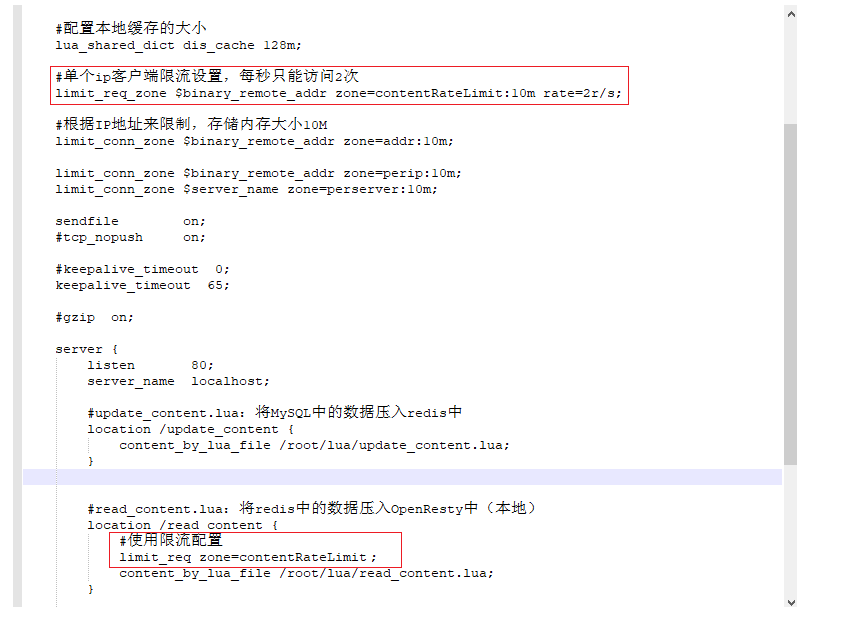 #配置本地缓存的大小
lua_shared_dict dis_cache 128m;
#单个ip客户端限流设置，每秒只能访问2次
limit_req_zone $binary_remote_addr zone=contentRateLimit:10m rate=2r/s;
#根据IP地址来限制，存储内存大小10M
limit_conn_zone $binary_remote_addr zone=addr:10m;
limit_conn_zone $binary_remote_addr zone=perip:10m;
limit_conn_zone $server_name zone=perserver:10m;
sendfile        on;
#tcp_nopush     on;
#keepalive_timeout  0;
keepalive_timeout  65;
#gzip  on;
server {
listen       80;
server_name  localhost;
#update_content.lua：将MySQL中的数据压入redis中
location /update_content {
content_by_lua_file /root/lua/update_content.lua;
}
#read_content.lua：将redis中的数据压入OpenResty中（本地）
location /read_content {
#使用限流配置
limit_req zone=contentRateLimit;
content_by_lua_file /root/lua/read_content.lua;
}